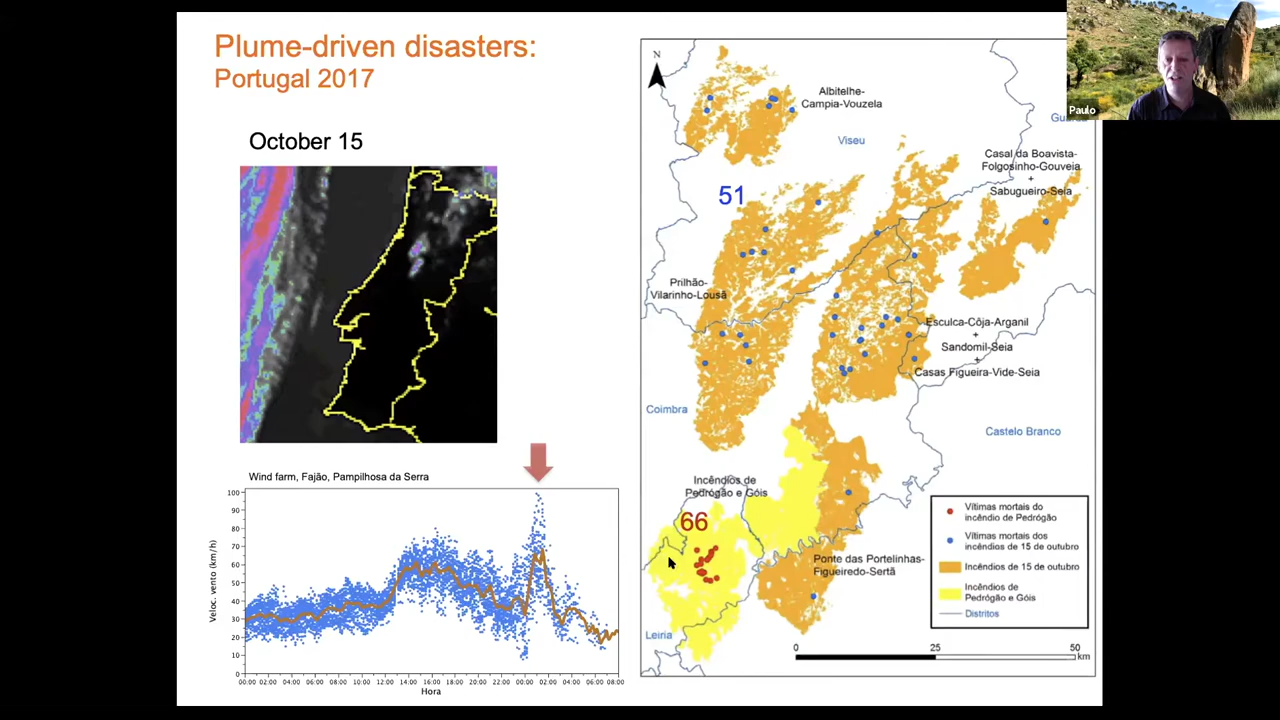 Plume-driven disasters:
Portugal 2017
October 15
Wind farm, Fajão, Pampilhosa da Serra
100
90
80
70
60
50
40
30
20
10
0
Veloc. vento (km/h)
00:00 02:00 04:00 06:00 08:00 10:00 12:00 14:00 16:00 18:00 20:00 22:00 00:00 02:00 04:00 06:00 08:00
Hora
N
Albitelhe-
Campia-Vouzela
Viseu
51
Casal da Boavista-
Folgosinho-Gouveia
+
Sabugueiro-Seia
Prilhão-
Vilarinho-Lousã
Esculca-Côja-Arganil
+
Sandomil-Seia
+
Casas Figueira-Vide-Seia
Coimbra
Castelo Branco
Incêndios de
Pedrógão e Góis
66
Ponte das Portelinhas-
Figueiredo-Sertã
Leiria
Vítimas mortais do
incêndio de Pedrógão
Vítimas mortais dos
incêndios de 15 de outubro
Incêndios de 15 de outubro
Incêndios de
Pedrógão e Góis
Distritos
0 25 50
km
Paulo